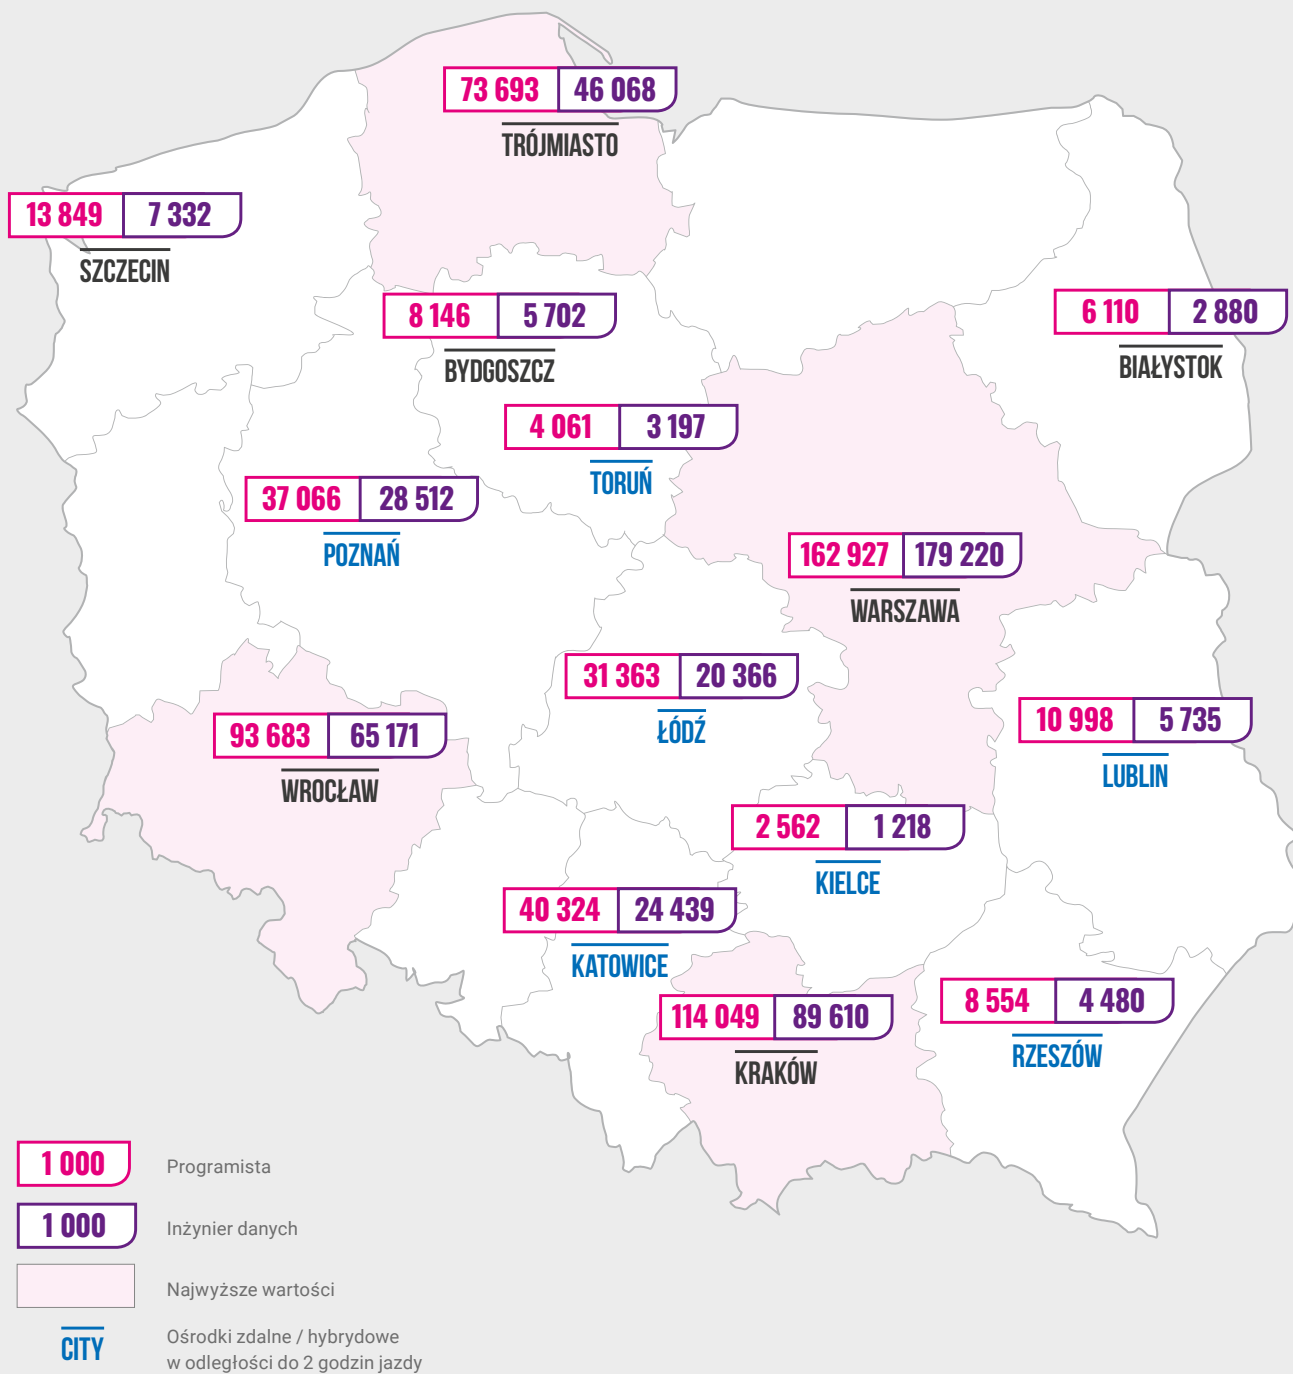 73 693 46 068
TRÓJMIASTO
13 849 7 332
SZCZECIN
8 146 5 702
BYDGOSZCZ
6 110 2 880
BIAŁYSTOK
4 061 3 197
TORUŃ
37 066 28 512
POZNAŃ
162 927 179 220
WARSZAWA
31 363 20 366
ŁÓDŹ
93 683 65 171
WROCŁAW
10 998 5 735
LUBLIN
2 562 1 218
KIELCE
40 324 24 439
KATOWICE
114 049 89 610
KRAKÓW
8 554 4 480
RZESZÓW
1 000 Programista
1 000 Inżynier danych
Najwyższe wartości
CITY Ośrodki zdalne / hybrydowe
w odległości do 2 godzin jazdy